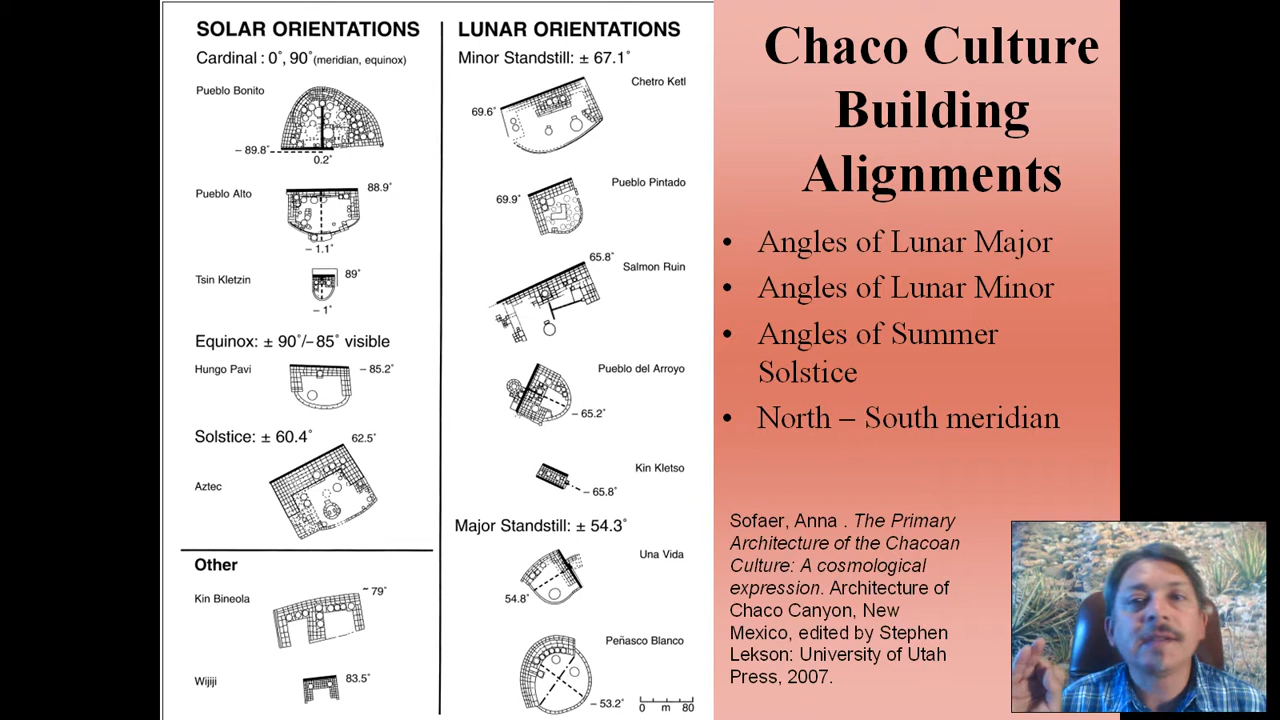 SOLAR ORIENTATIONS
Cardinal : 0°, 90° (meridian, equinox)
Pueblo Bonito
− 89.8°
0.2°
Pueblo Alto
88.9°
− 1.1°
Tsin Kletzin
89°
− 1°
Equinox: ± 90°/− 85° visible
Hungo Pavi
− 85.2°
Solstice: ± 60.4°
62.5°
Aztec
Other
Kin Bineola
~ 79°
Wijiji
83.5°
LUNAR ORIENTATIONS
Minor Standstill: ± 67.1°
Chetro Ketl
69.6°
Pueblo Pintado
69.9°
65.8°
Salmon Ruin
Pueblo del Arroyo
− 65.2°
Kin Kletso
− 65.8°
Major Standstill: ± 54.3°
Una Vida
54.8°
Peñasco Blanco
− 53.2°
0 m 80
Chaco Culture
Building
Alignments
• Angles of Lunar Major
• Angles of Lunar Minor
• Angles of Summer
Solstice
• North – South meridian
Sofaer, Anna . The Primary
Architecture of the Chacoan
Culture: A cosmological
expression. Architecture of
Chaco Canyon, New
Mexico, edited by Stephen
Lekson: University of Utah
Press, 2007.